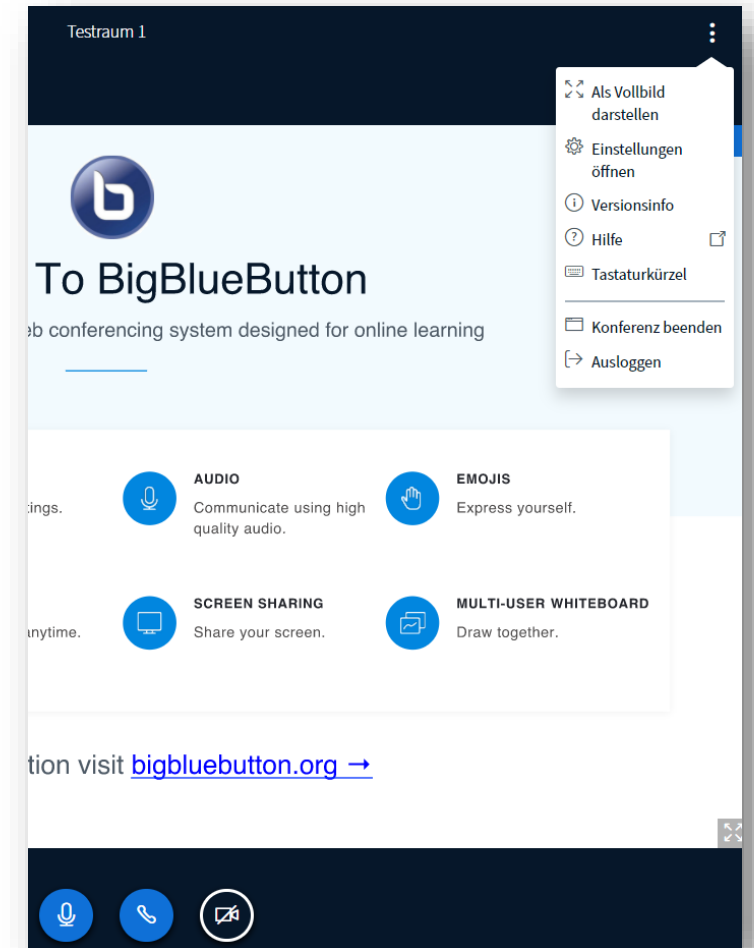 Testraum 1
Als Vollbild
darstellen
Einstellungen
öffnen
Versionsinfo
Hilfe
Tastaturkürzel
Konferenz beenden
Ausloggen
To BigBlueButton
eb conferencing system designed for online learning
AUDIO
Communicate using high
quality audio.
EMOJIS
Express yourself.
tings.
SCREEN SHARING
Share your screen.
MULTI-USER WHITEBOARD
Draw together.
anytime.
tion visit bigbluebutton.org →